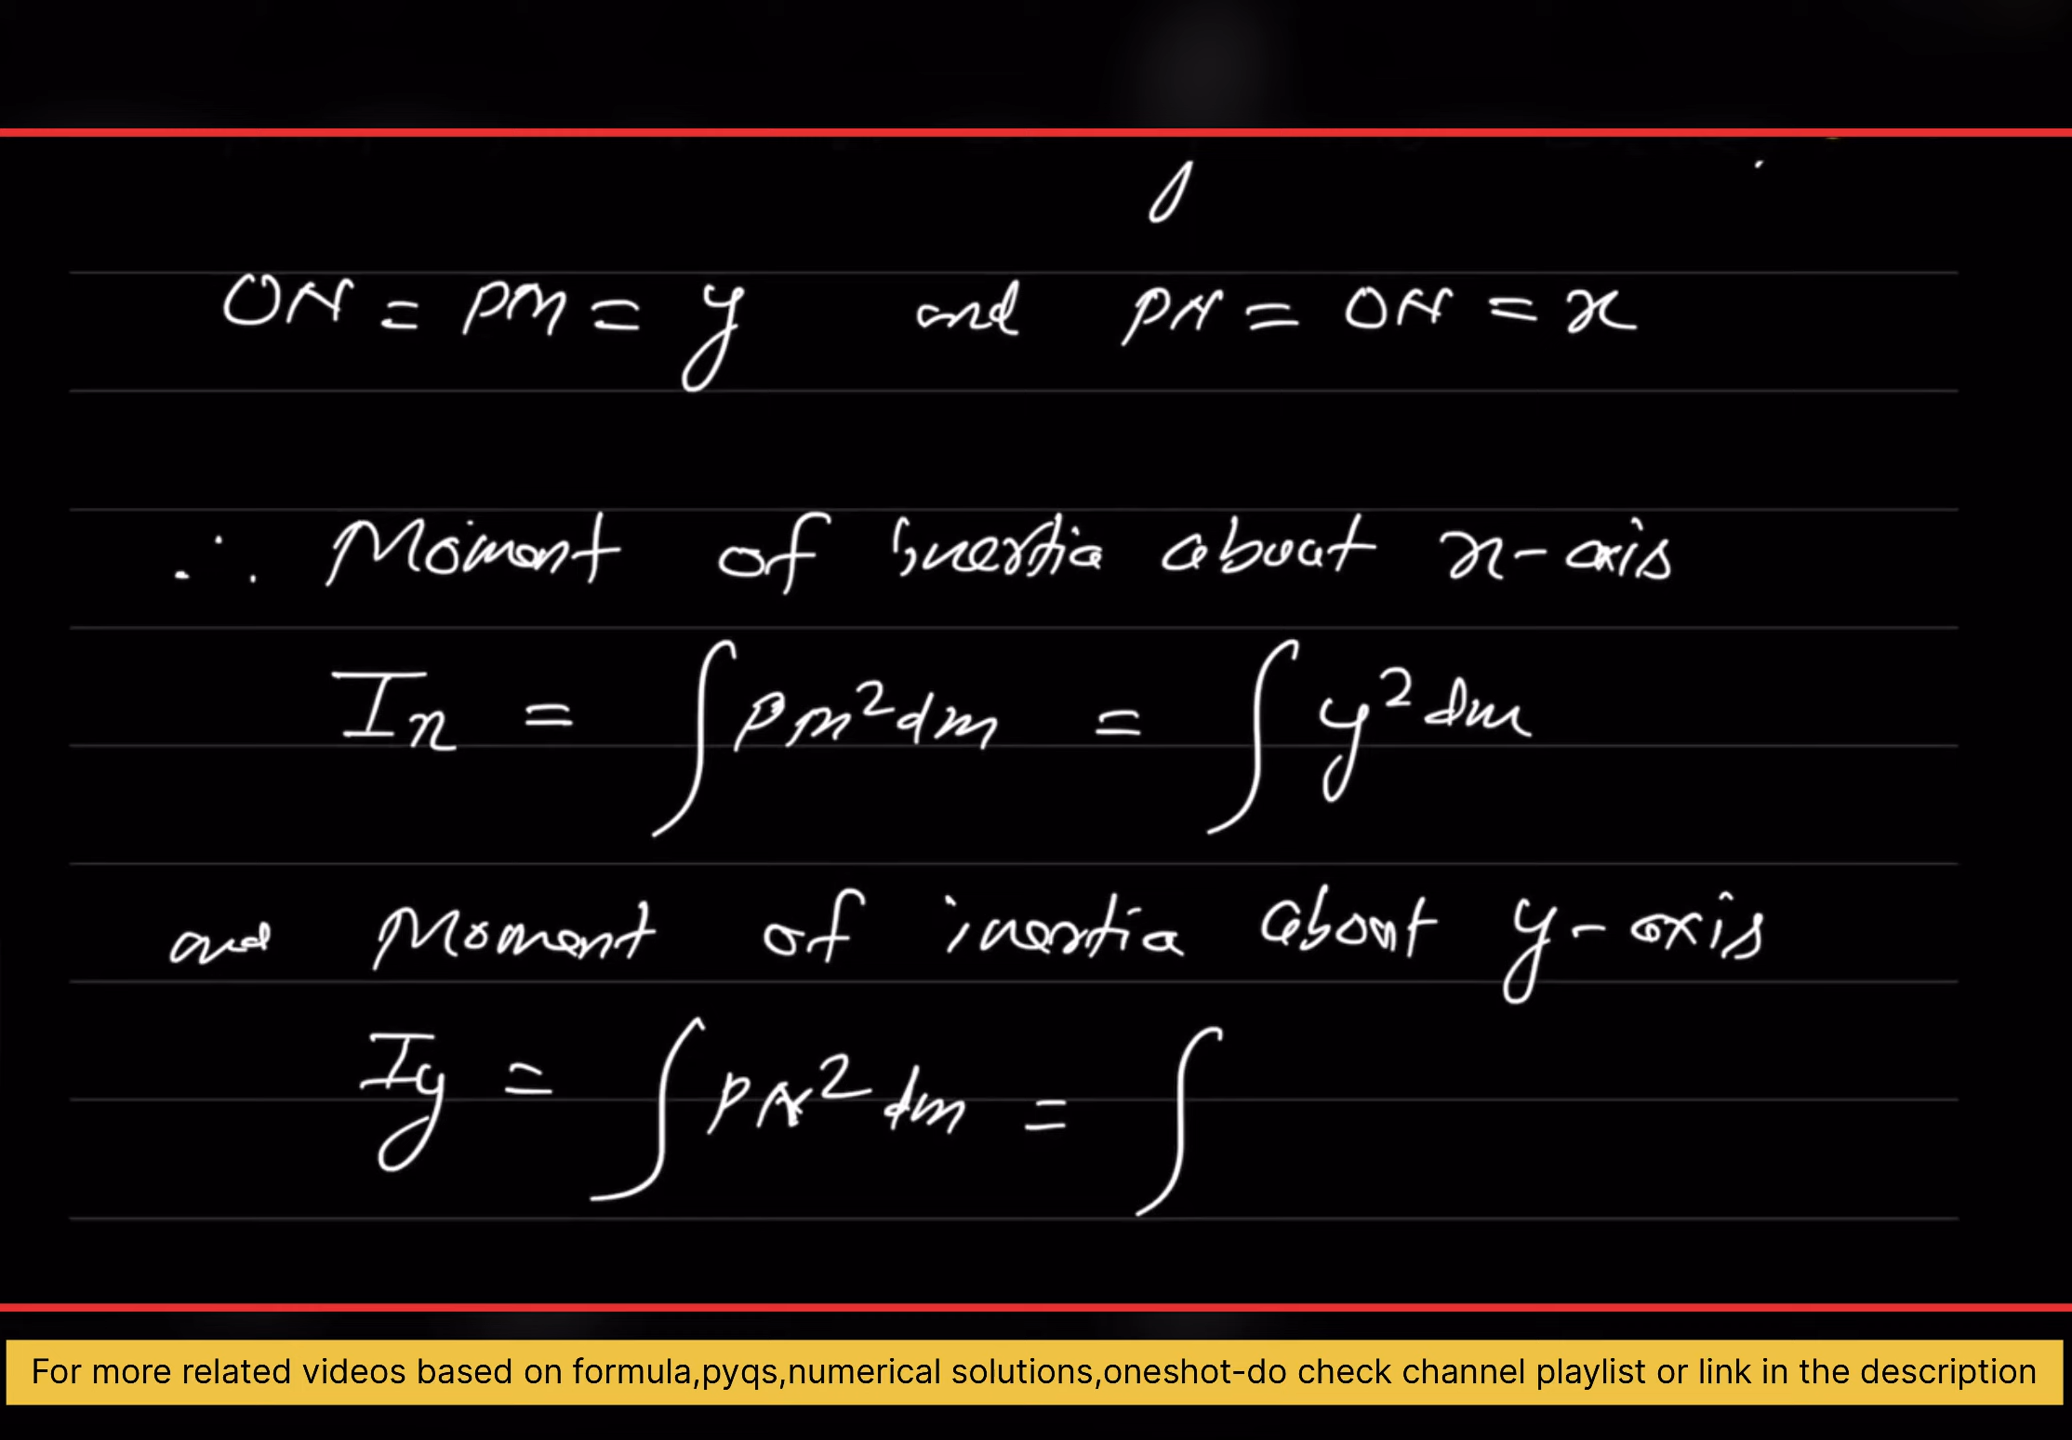 ON = PM = y and PN = ON = x
∴ Moment of inertia about x-axis
Ix = ∫PM²dm = ∫y²dm
and Moment of inertia about y-axis
Iy = ∫PN²dm = ∫
For more related videos based on formula,pyqs,numerical solutions,oneshot-do check channel playlist or link in the description